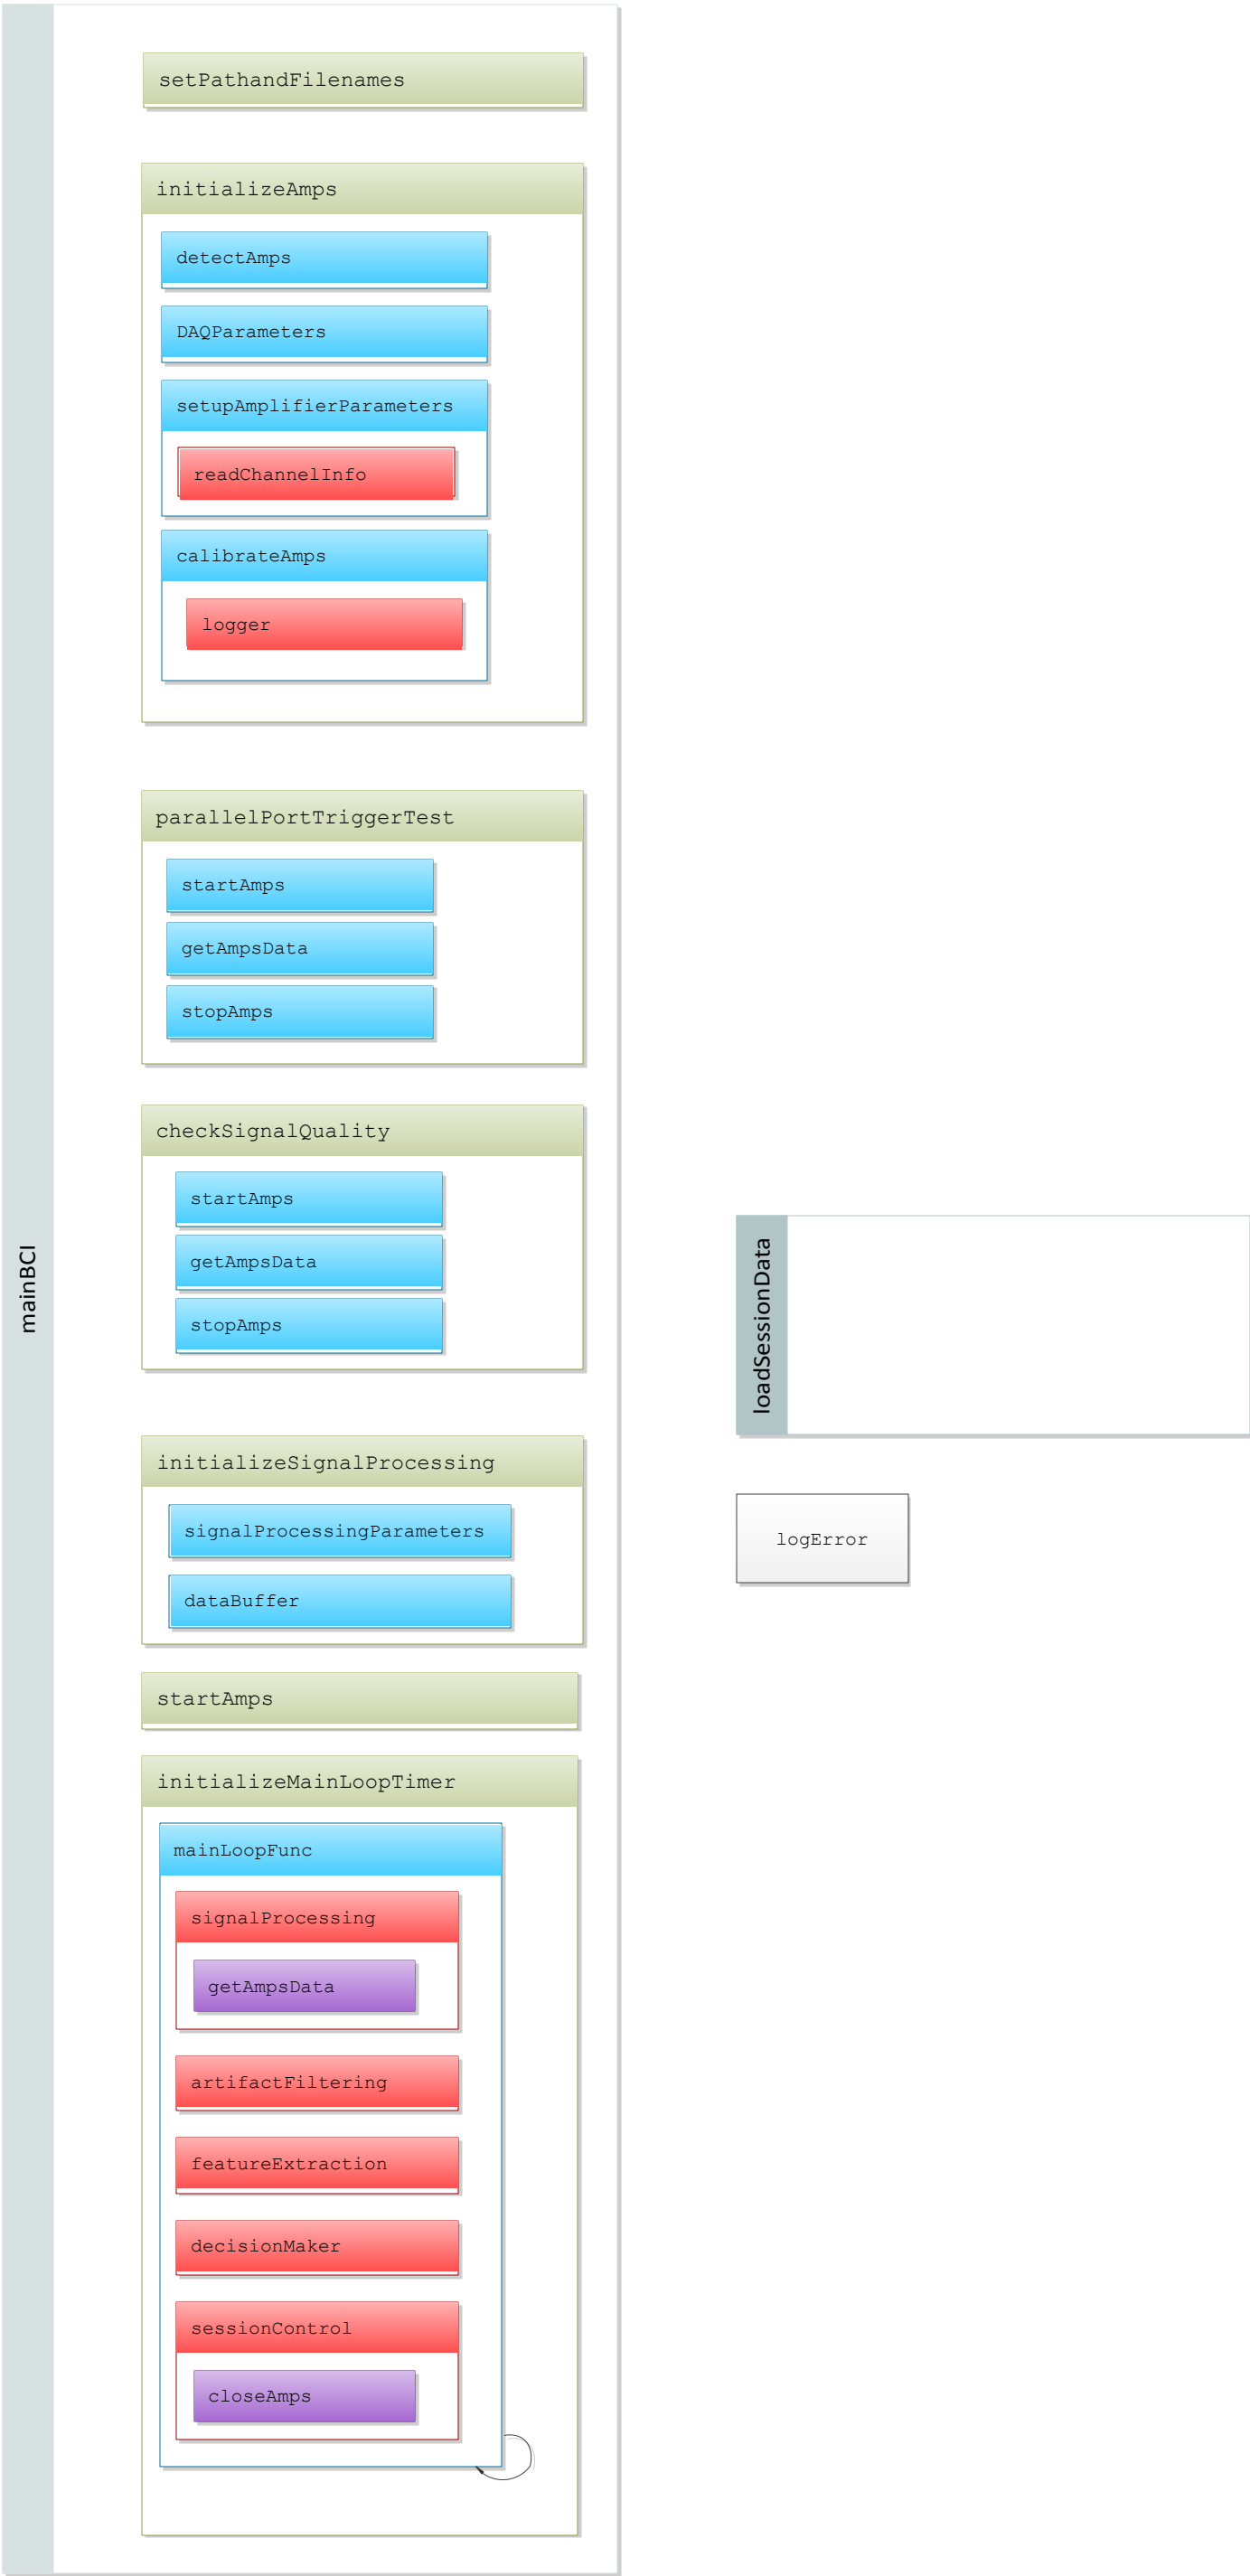 mainBCI
setPathandFilenames
initializeAmps
detectAmps
DAQParameters
setupAmplifierParameters
readChannelInfo
calibrateAmps
logger
parallelPortTriggerTest
startAmps
getAmpsData
stopAmps
checkSignalQuality
startAmps
getAmpsData
stopAmps
initializeSignalProcessing
signalProcessingParameters
dataBuffer
startAmps
initializeMainLoopTimer
mainLoopFunc
signalProcessing
getAmpsData
artifactFiltering
featureExtraction
decisionMaker
sessionControl
closeAmps
loadSessionData
logError